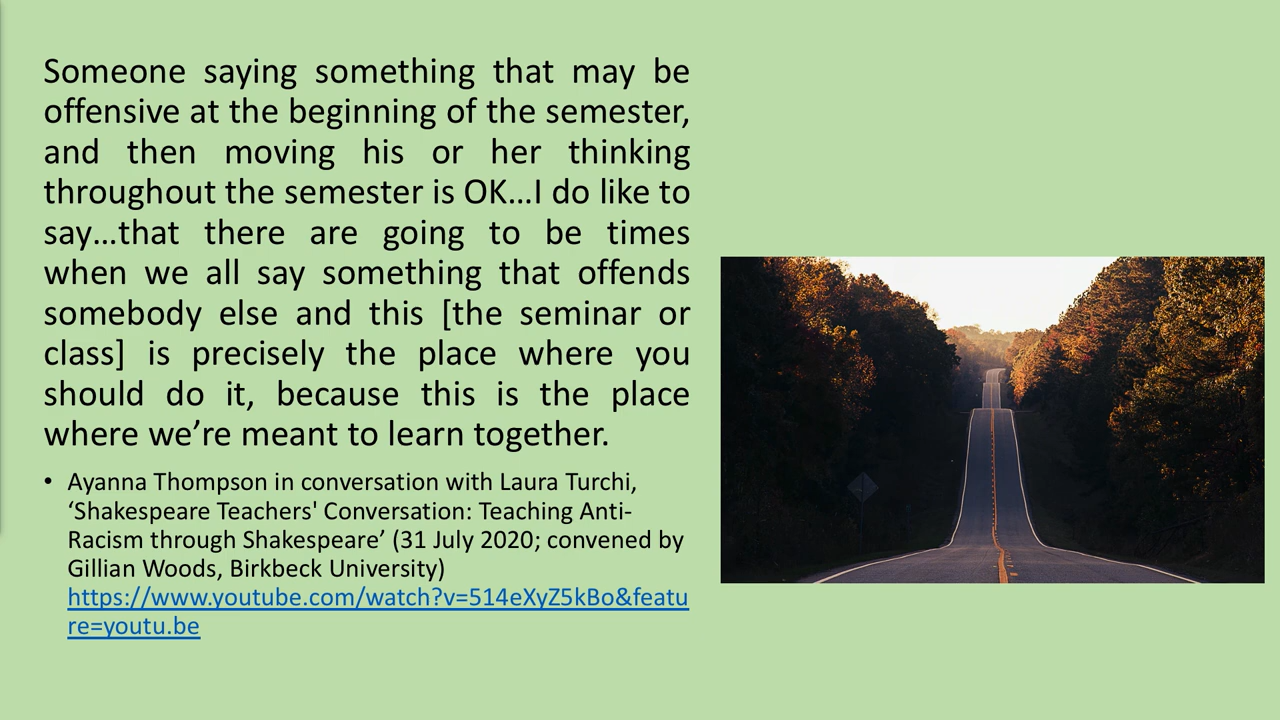 Someone saying something that may be
offensive at the beginning of the semester,
and then moving his or her thinking
throughout the semester is OK…I do like to
say…that there are going to be times
when we all say something that offends
somebody else and this [the seminar or
class] is precisely the place where you
should do it, because this is the place
where we’re meant to learn together.
• Ayanna Thompson in conversation with Laura Turchi,
‘Shakespeare Teachers' Conversation: Teaching Anti-
Racism through Shakespeare’ (31 July 2020; convened by
Gillian Woods, Birkbeck University)
https://www.youtube.com/watch?v=514eXyZ5kBo&featu
re=youtu.be